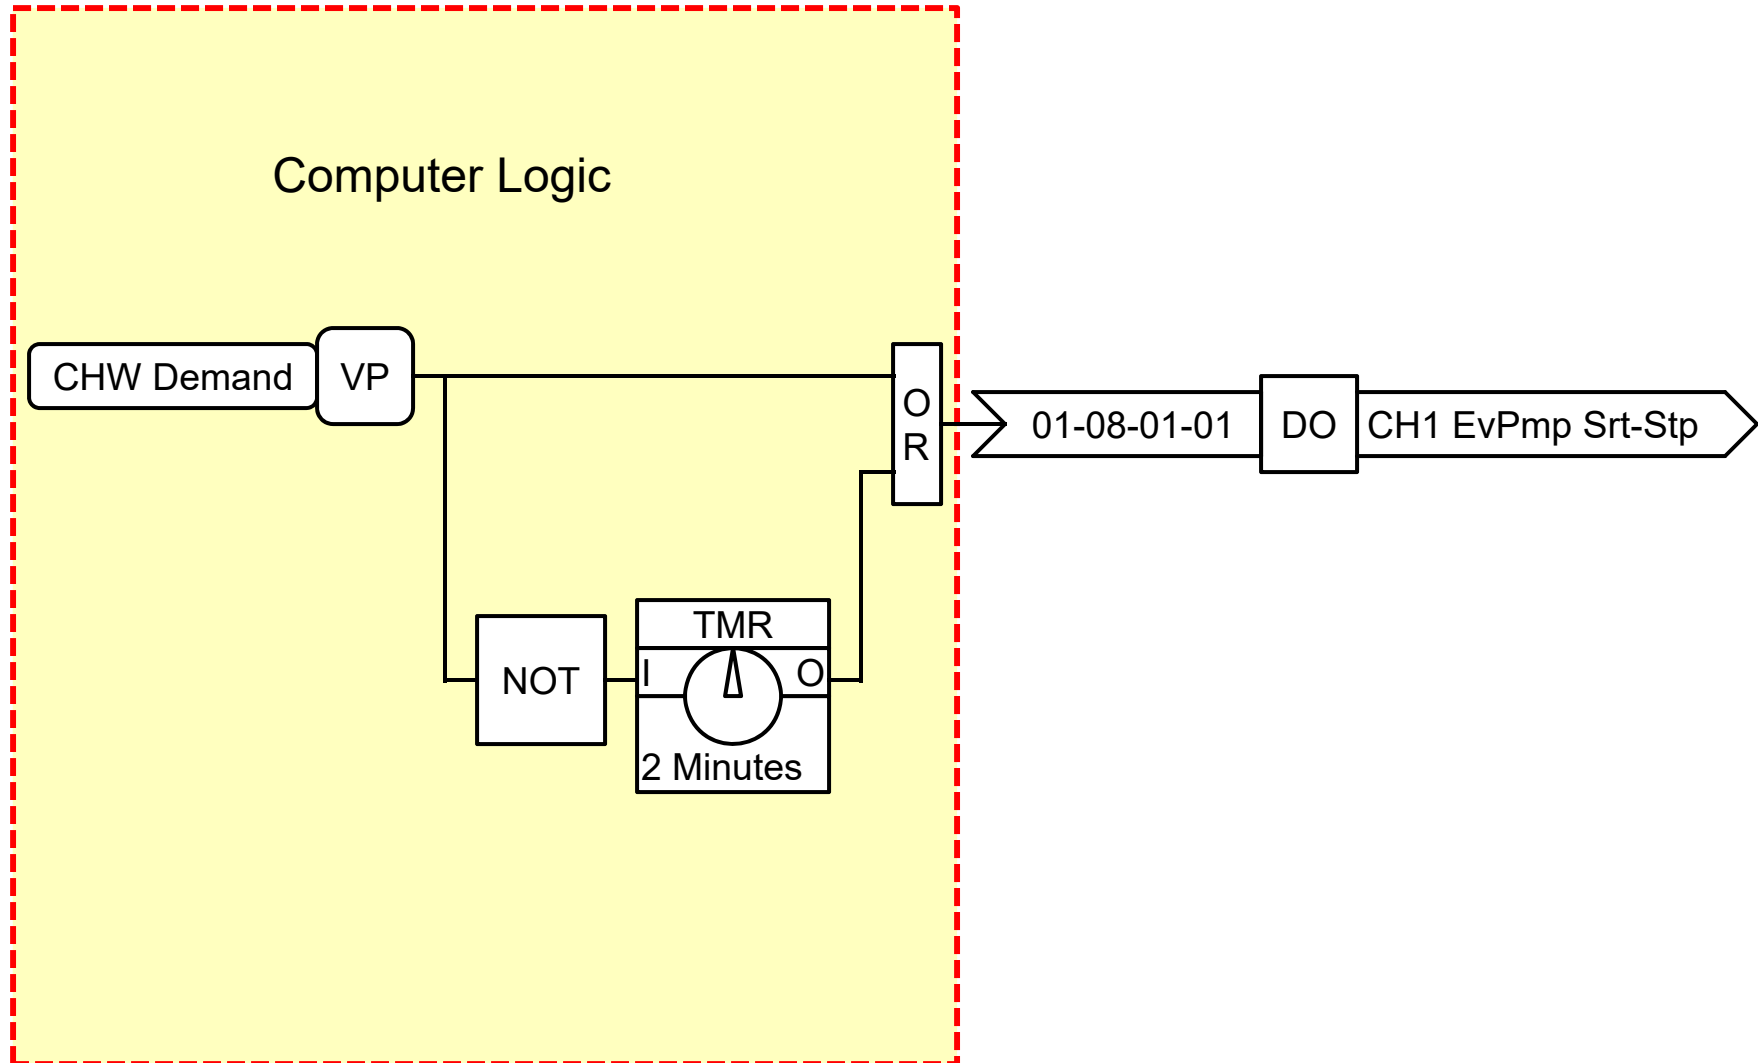 Computer Logic
CHW Demand
VP
O
R
01-08-01-01
DO
CH1 EvPmp Srt-Stp
NOT
TMR
I
O
2 Minutes